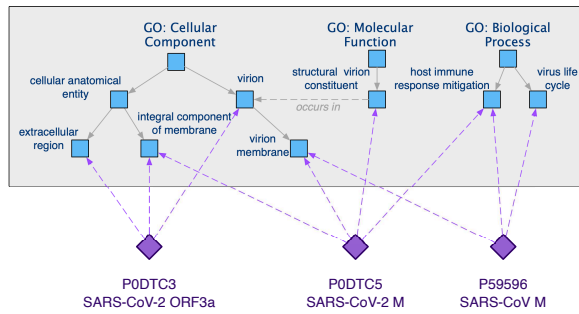 GO: Cellular
Component
GO: Molecular
Function
GO: Biological
Process
cellular anatomical
entity
virion
structural virion
constituent
host immune
response mitigation
virus life
cycle
occurs in
extracellular
region
integral component
of membrane
virion
membrane
P0DTC3
SARS-CoV-2 ORF3a
P0DTC5
SARS-CoV-2 M
P59596
SARS-CoV M